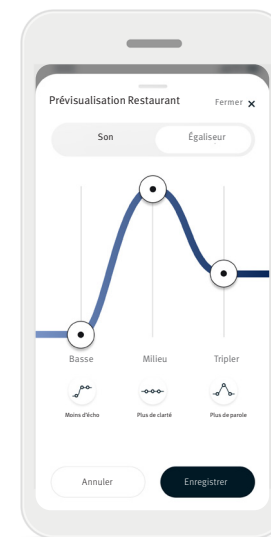 Prévisualisation Restaurant Fermer x
Son Égaliseur
Basse Milieu Tripler
Moins d'écho Plus de clarté Plus de parole
Annuler Enregistrer